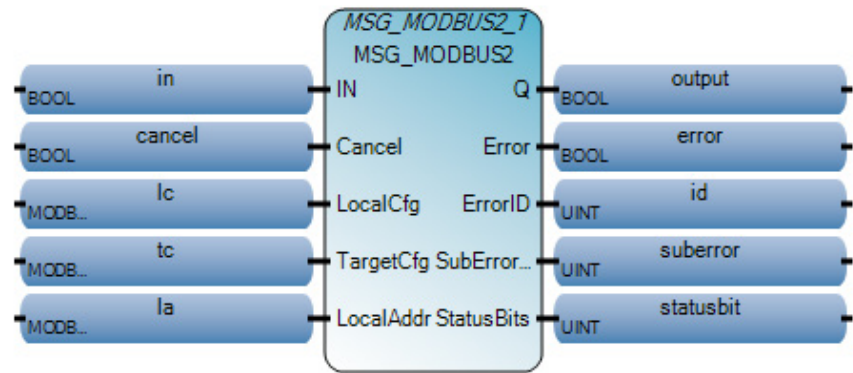 MSG_MODBUS2_1
MSG_MODBUS2
in
BOOL
IN
Q
output
BOOL
cancel
BOOL
Cancel
Error
error
BOOL
lc
MODB...
LocalCfg
ErrorID
id
UINT
tc
MODB...
TargetCfg
SubError...
suberror
UINT
la
MODB...
LocalAddr
StatusBits
statusbit
UINT